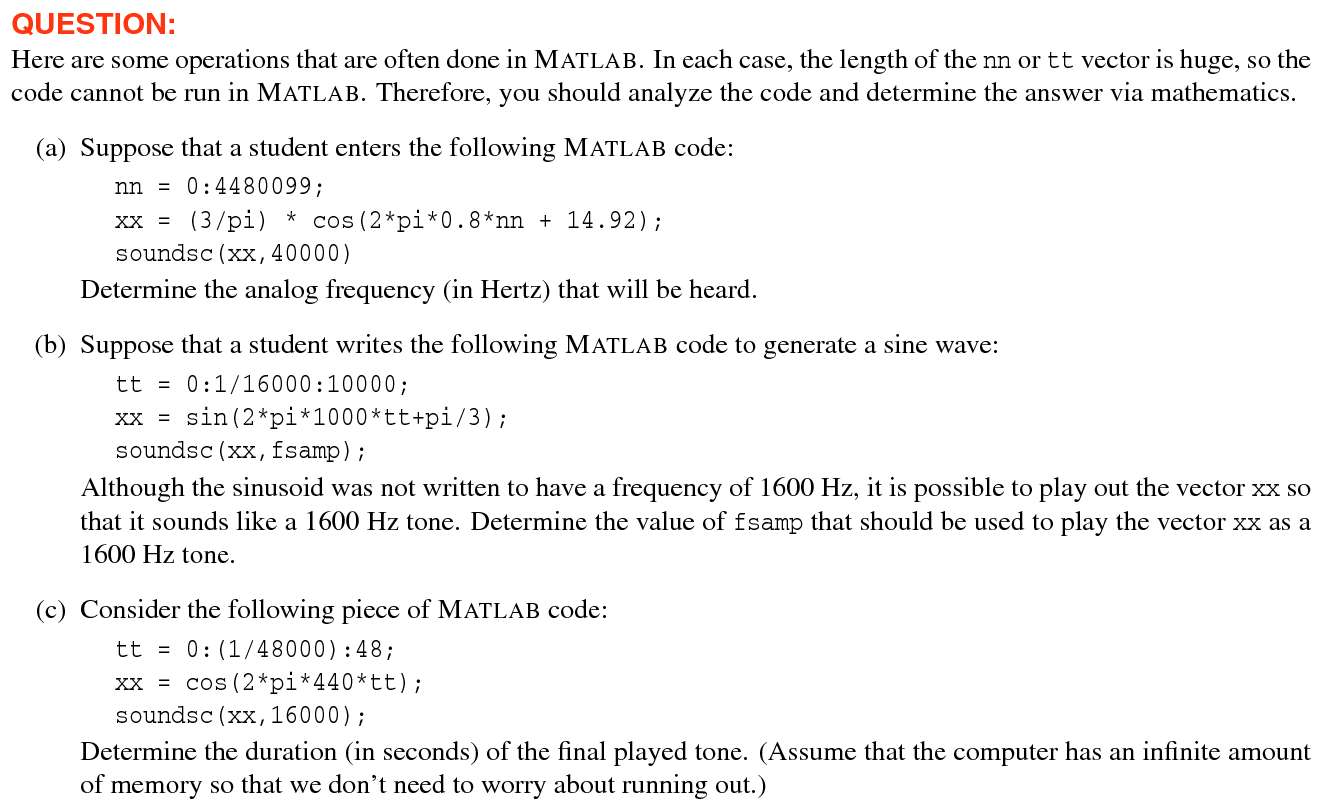 QUESTION:
Here are some operations that are often done in MATLAB. In each case, the length of the nn or tt vector is huge, so the
code cannot be run in MATLAB. Therefore, you should analyze the code and determine the answer via mathematics.
(a) Suppose that a student enters the following MATLAB code:
nn = 0:4480099;
xx = (3/pi) * cos(2*pi*0.8*nn + 14.92);
soundsc(xx,40000)
Determine the analog frequency (in Hertz) that will be heard.
(b) Suppose that a student writes the following MATLAB code to generate a sine wave:
tt = 0:1/16000:10000;
xx = sin(2*pi*1000*tt+pi/3);
soundsc(xx,fsamp);
Although the sinusoid was not written to have a frequency of 1600 Hz, it is possible to play out the vector xx so
that it sounds like a 1600 Hz tone. Determine the value of fsamp that should be used to play the vector xx as a
1600 Hz tone.
(c) Consider the following piece of MATLAB code:
tt = 0:(1/48000):48;
xx = cos(2*pi*440*tt);
soundsc(xx,16000);
Determine the duration (in seconds) of the final played tone. (Assume that the computer has an infinite amount
of memory so that we don't need to worry about running out.)